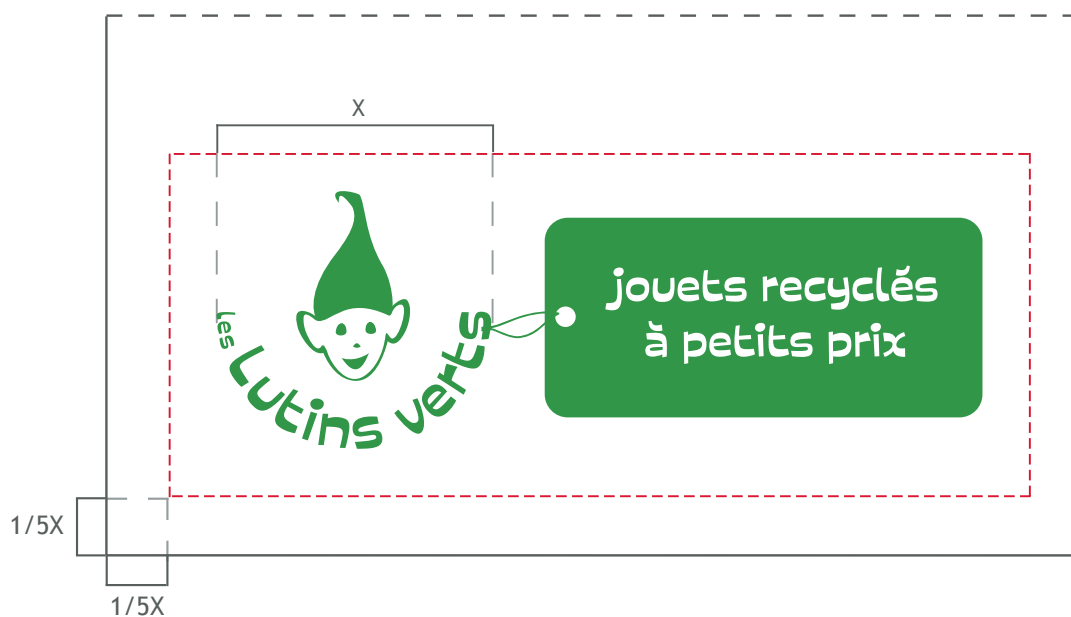 X
les Lutins verts
jouets recyclés
à petits prix
1/5X
1/5X